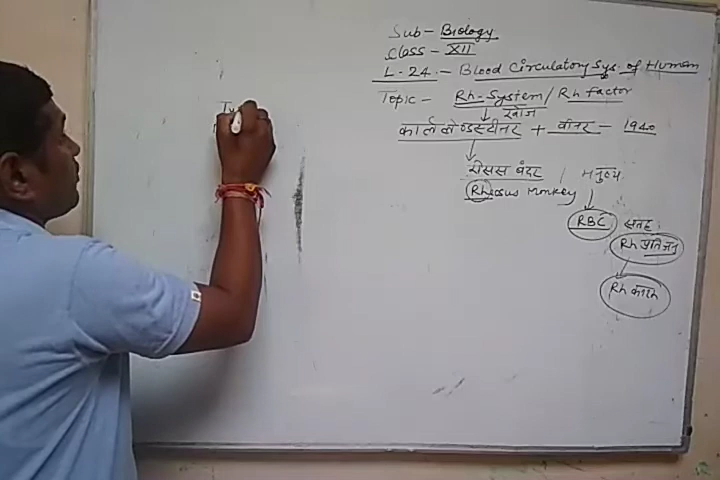 Sub- Biology
Class - XII
L-24. - Blood Circulatory Sys. of Human
Topic - Rh-System / Rh factor
खोज
कार्ल लैण्डस्टीनर + वीनर - 1940
रीसस बंदर / मनुष्य
Rhessus Monkey
RBC सतह
Rh प्रतिजन
Rh कारक